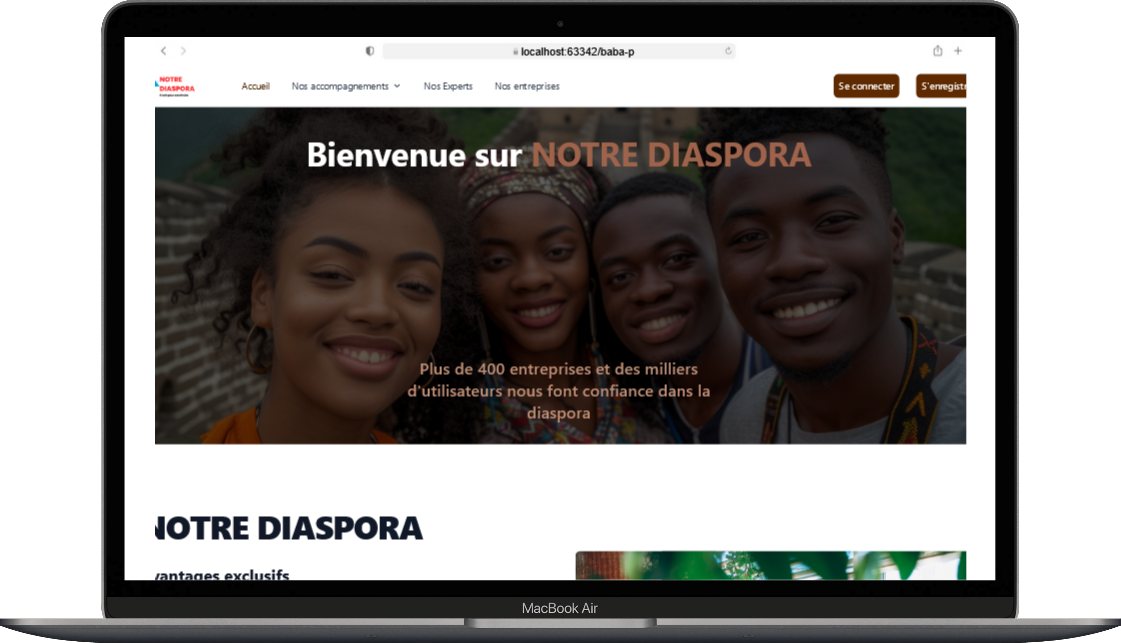 localhost:63342/baba-p
NOTRE
DIASPORA
Accueil
Nos accompagnements
Nos Experts
Nos entreprises
Se connecter
S'enregistr
Bienvenue sur NOTRE DIASPORA
Plus de 400 entreprises et des milliers
d'utilisateurs nous font confiance dans la
diaspora
NOTRE DIASPORA
vantages exclusifs
MacBook Air